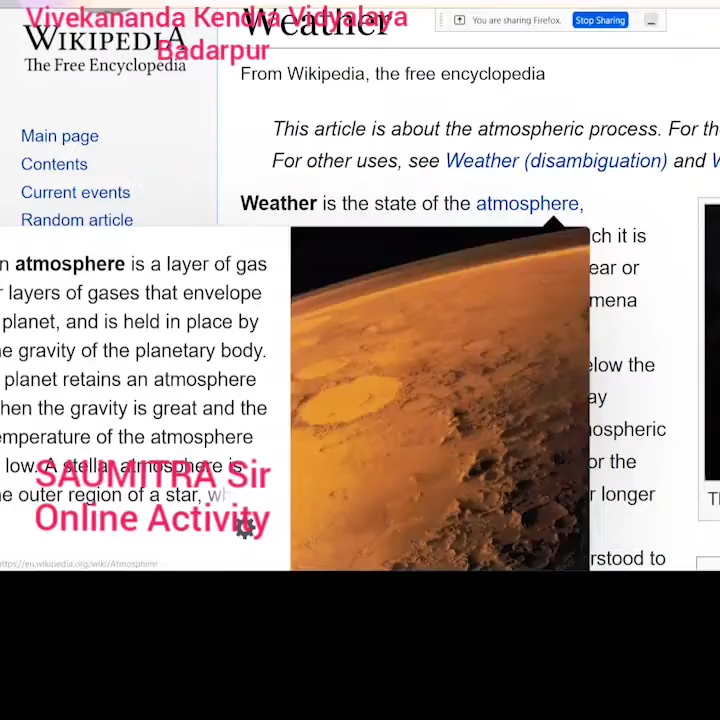 Vivekananda Kendra Vidyalaya
Badarpur
Weather
You are sharing Firefox.
Stop Sharing
WIKIPEDIA
The Free Encyclopedia
From Wikipedia, the free encyclopedia
Main page
Contents
Current events
Random article
This article is about the atmospheric process. For th
For other uses, see Weather (disambiguation) and W
Weather is the state of the atmosphere,
ch it is
ear or
mena
elow the
ay
nospheric
or the
r longer
rstood to
n atmosphere is a layer of gas
r layers of gases that envelope
planet, and is held in place by
e gravity of the planetary body.
planet retains an atmosphere
hen the gravity is great and the
emperature of the atmosphere
low. A stellar atmosphere is
e outer region of a star, wh
SAUMITRA Sir
Online Activity
https://en.wikipedia.org/wiki/Atmosphere
Th